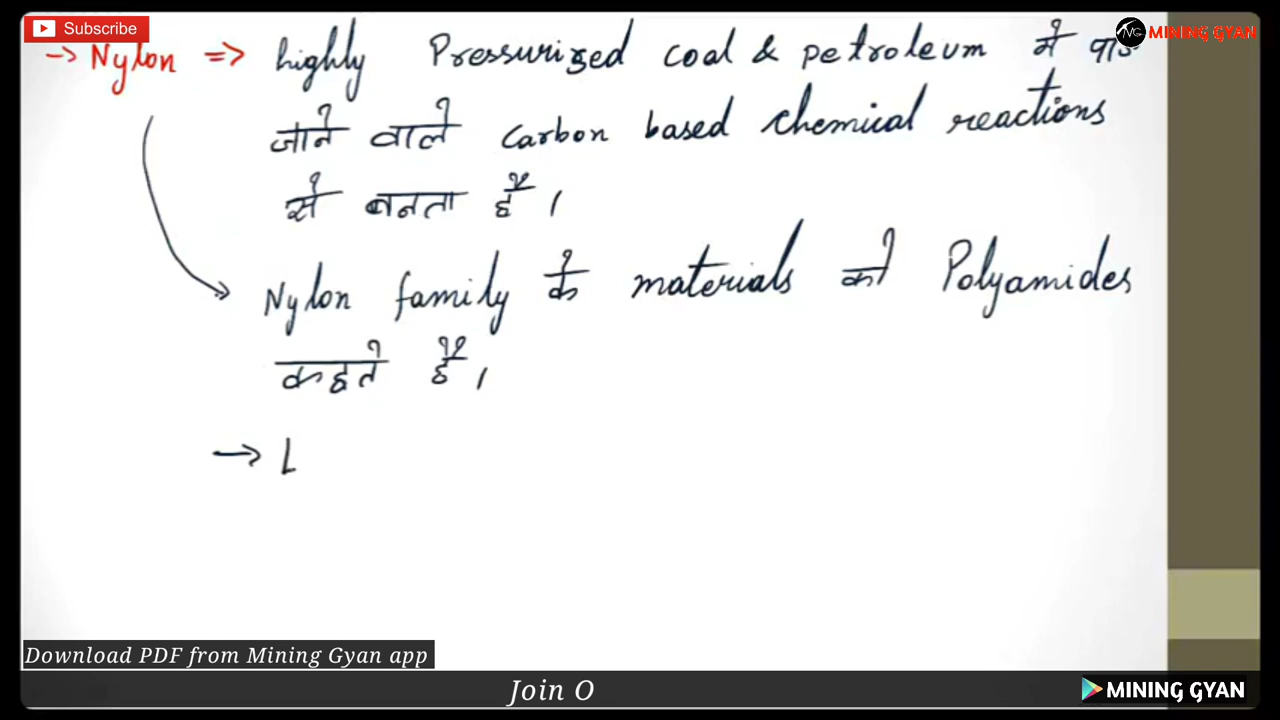 Subscribe
MINING GYAN
→ Nylon => highly Pressurized coal & petroleum में पाए
जाने वाले carbon based chemical reactions
से बनता है।
Nylon family के materials को Polyamides
कहते हैं।
→ L
Download PDF from Mining Gyan app
Join O
MINING GYAN